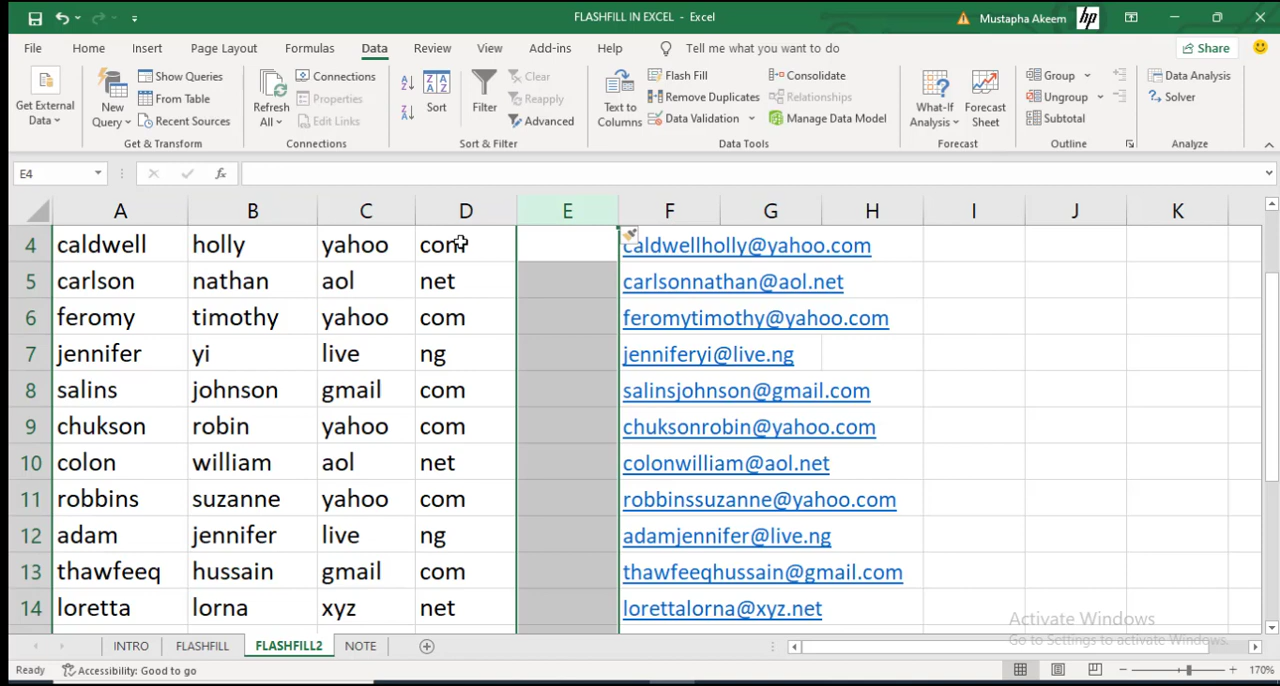 FLASHFILL IN EXCEL - Excel
Mustapha Akeem
hp
File Home Insert Page Layout Formulas Data Review View Add-ins Help Tell me what you want to do
Share
Get External Data
New Query
Show Queries
From Table
Recent Sources
Get & Transform
Refresh All
Connections
Properties
Edit Links
Connections
Sort
Filter
Clear
Reapply
Advanced
Sort & Filter
Text to Columns
Flash Fill
Remove Duplicates
Data Validation
Consolidate
Relationships
Manage Data Model
Data Tools
What-If Analysis
Forecast Sheet
Forecast
Group
Ungroup
Subtotal
Outline
Data Analysis
Solver
Analyze
E4
fx
A B C D E F G H I J K
4 caldwell holly yahoo com caldwellholly@yahoo.com
5 carlson nathan aol net carlsonnathan@aol.net
6 feromy timothy yahoo com feromytimothy@yahoo.com
7 jennifer yi live ng jenniferyi@live.ng
8 salins johnson gmail com salinsjohnson@gmail.com
9 chukson robin yahoo com chuksonrobin@yahoo.com
10 colon william aol net colonwilliam@aol.net
11 robbins suzanne yahoo com robbinssuzanne@yahoo.com
12 adam jennifer live ng adamjennifer@live.ng
13 thawfeeq hussain gmail com thawfeeqhussain@gmail.com
14 loretta lorna xyz net lorettalorna@xyz.net
Activate Windows
Go to Settings to activate Windows.
INTRO FLASHFILL FLASHFILL2 NOTE
Ready Accessibility: Good to go
170%